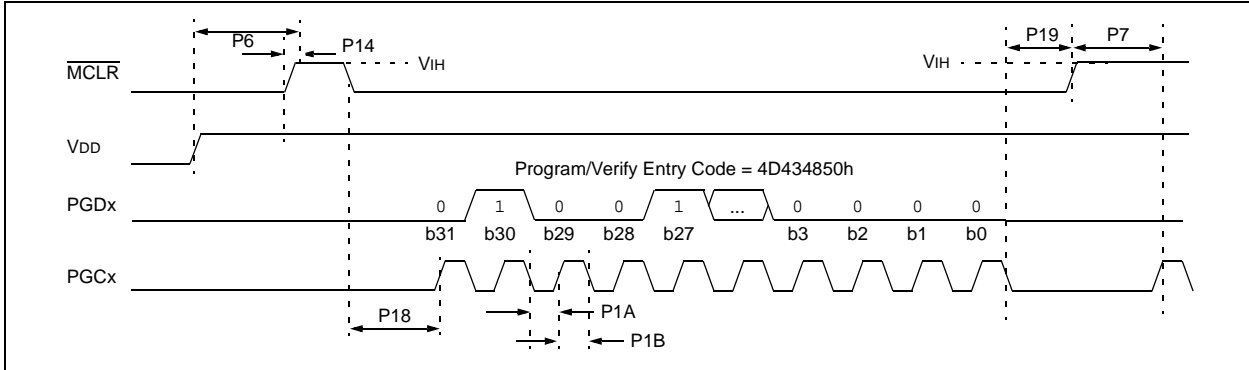 P6
P14
P19
P7
MCLR
VIH
VIH
VDD
Program/Verify Entry Code = 4D434850h
PGDx
0 1 0 0 1 ... 0 0 0 0
b31 b30 b29 b28 b27 b3 b2 b1 b0
PGCx
P18
P1A
P1B